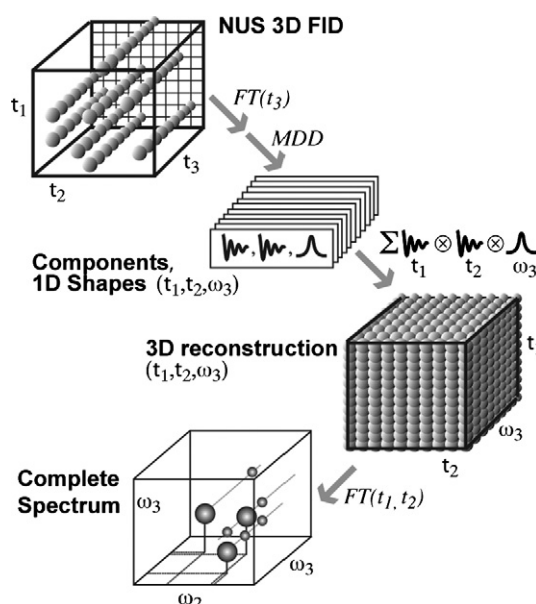 NUS 3D FID
t₁
FT(t₃)
MDD
t₃
t₂
∑ ⊗ ⊗
t₁ t₂ ω₃
Components,
1D Shapes (t₁,t₂,ω₃)
3D reconstruction
(t₁,t₂,ω₃)
ω₃
t₂
Complete
Spectrum
FT(t₁,t₂)
ω₃
ω₃
ω₂